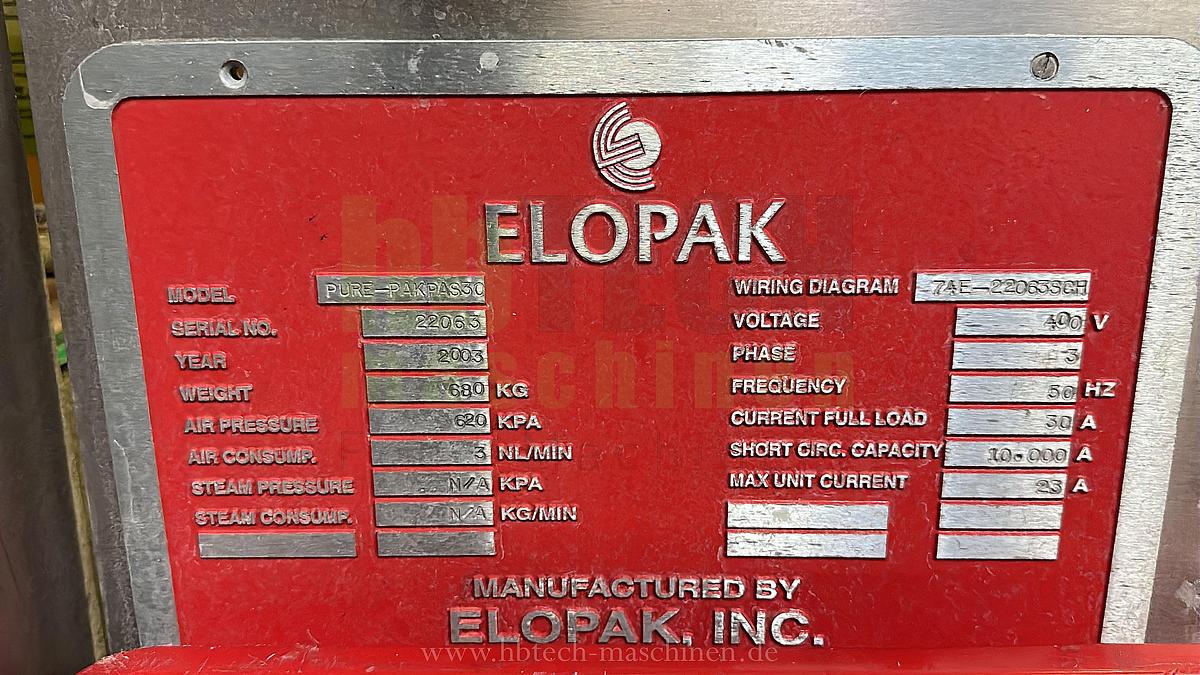 ELOPAK
MODEL PURE-PAKPAS30
SERIAL NO. 22063
YEAR 2003
WEIGHT 680 KG
AIR PRESSURE 620 KPA
AIR CONSUMP. 3 NL/MIN
STEAM PRESSURE N/A KPA
STEAM CONSUMP. N/A KG/MIN
WIRING DIAGRAM 74E-22063SCH
VOLTAGE 400 V
PHASE 3
FREQUENCY 50 HZ
CURRENT FULL LOAD 30 A
SHORT CIRC. CAPACITY 10.000 A
MAX UNIT CURRENT 23 A
MANUFACTURED BY
ELOPAK, INC.
hbTECH
maschinen
www.hbtech-maschinen.de